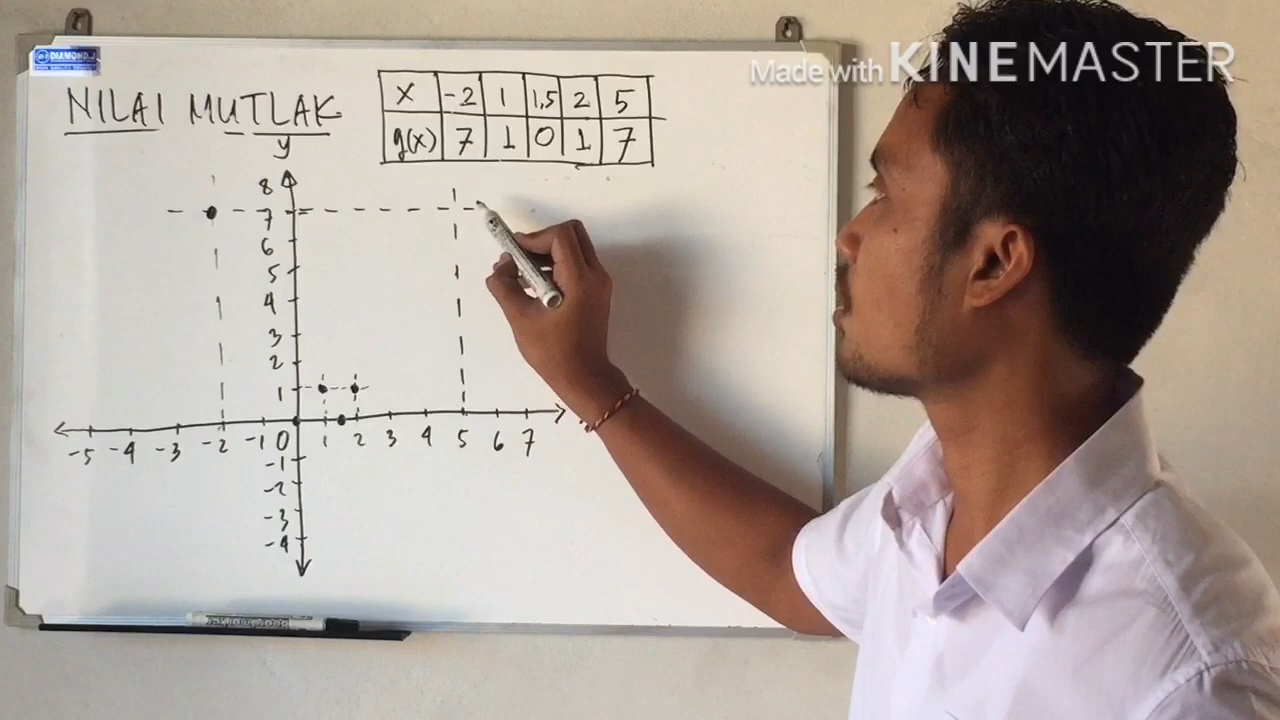 Made with KINEMASTER
DIAMOND.J
NILAI MUTLAK
x -2 1 1,5 2 5
g(x) 7 1 0 1 7
y
8
7
6
5
4
3
2
1
-5 -4 -3 -2 -1 0 1 2 3 4 5 6 7
-1
-2
-3
-4